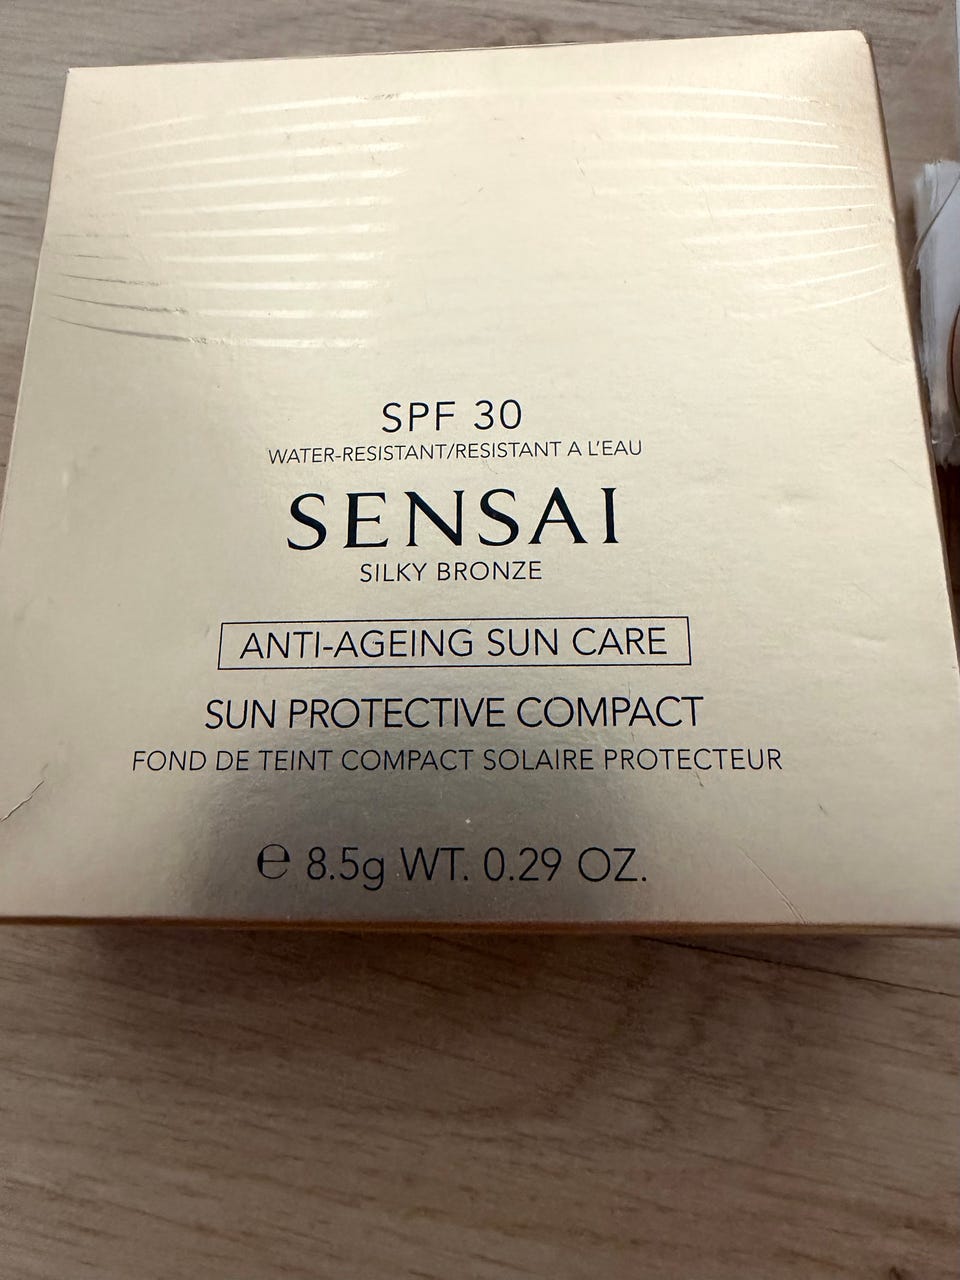 SPF 30
WATER-RESISTANT/RESISTANT A L'EAU
SENSAI
SILKY BRONZE
ANTI-AGEING SUN CARE
SUN PROTECTIVE COMPACT
FOND DE TEINT COMPACT SOLAIRE PROTECTEUR
℮ 8.5g WT. 0.29 OZ.